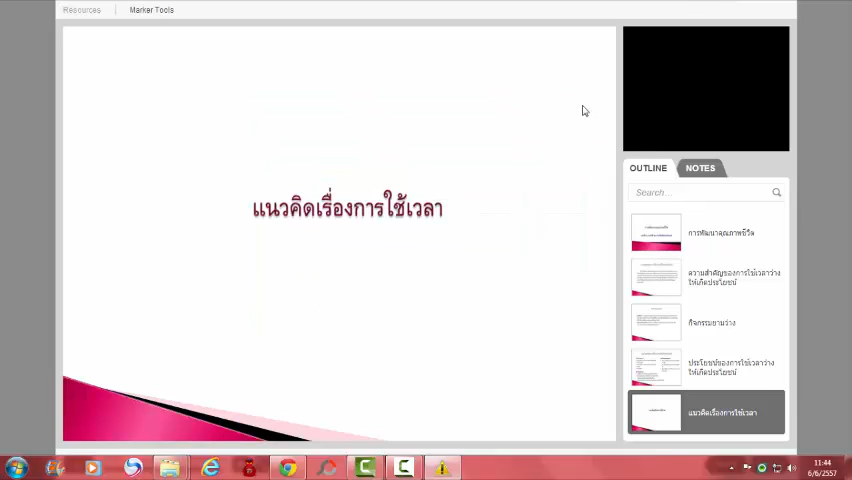 Resources
Marker Tools
แนวคิดเรื่องการใช้เวลา
OUTLINE
NOTES
Search...
การพัฒนาคุณภาพชีวิต
ความสำคัญของการใช้เวลาว่าง
ให้เกิดประโยชน์
กิจกรรมยามว่าง
ประโยชน์ของการใช้เวลาว่าง
ให้เกิดประโยชน์
แนวคิดเรื่องการใช้เวลา
11:44
6/6/2557